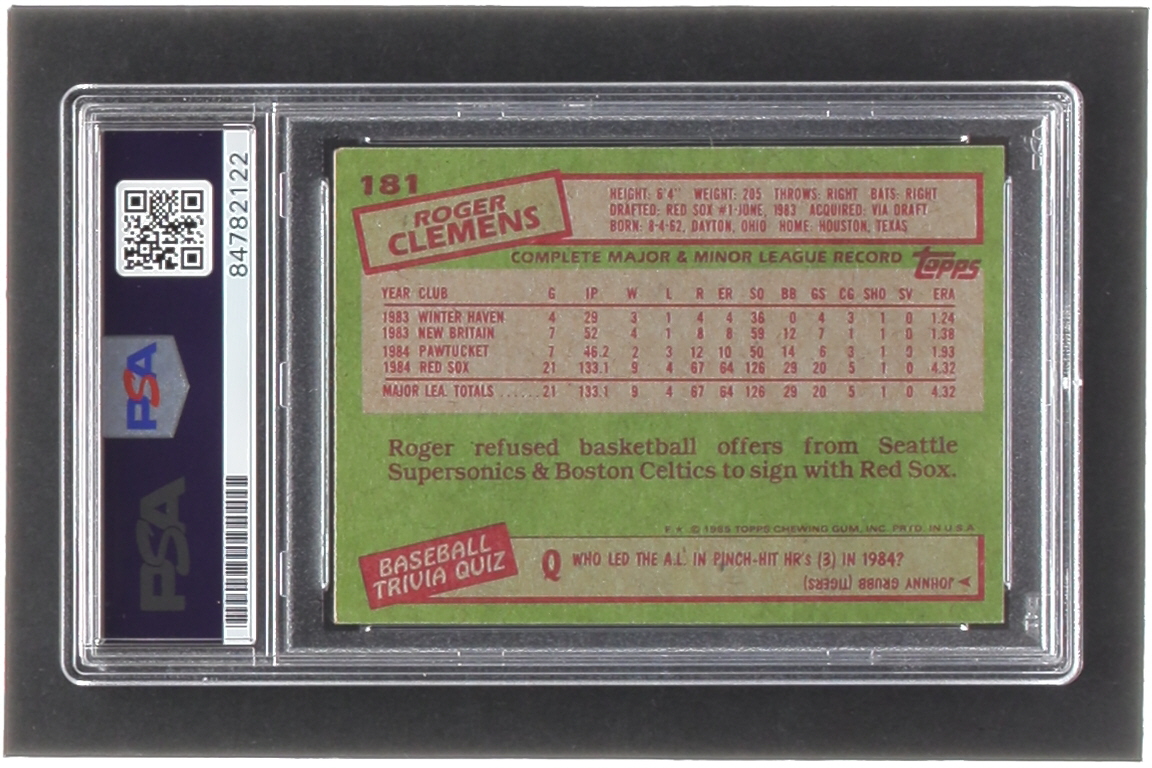 84782122
PSA
PSA
181
ROGER
CLEMENS
HEIGHT: 6'4" WEIGHT: 205 THROWS: RIGHT BATS: RIGHT
DRAFTED: RED SOX #1-JUNE, 1983 ACQUIRED: VIA DRAFT
BORN: 8-4-62, DAYTON, OHIO HOME: HOUSTON, TEXAS
COMPLETE MAJOR & MINOR LEAGUE RECORD
TOPPS
YEAR CLUB G IP W L R ER SO BB GS CG SHO SV ERA
1983 WINTER HAVEN 4 29 3 1 4 4 36 0 4 3 1 0 1.24
1983 NEW BRITAIN 7 52 4 1 8 8 59 12 7 1 1 0 1.38
1984 PAWTUCKET 7 46.2 2 3 12 10 50 14 6 3 1 0 1.93
1984 RED SOX 21 133.1 9 4 67 64 126 29 20 5 1 0 4.32
MAJOR LEA. TOTALS ...... 21 133.1 9 4 67 64 126 29 20 5 1 0 4.32
Roger refused basketball offers from Seattle
Supersonics & Boston Celtics to sign with Red Sox.
F★ © 1985 TOPPS CHEWING GUM, INC. PRTD. IN U.S.A.
BASEBALL
TRIVIA QUIZ
Q WHO LED THE A.L. IN PINCH-HIT HR's (3) IN 1984?
JOHNNY GRUBB (TIGERS)